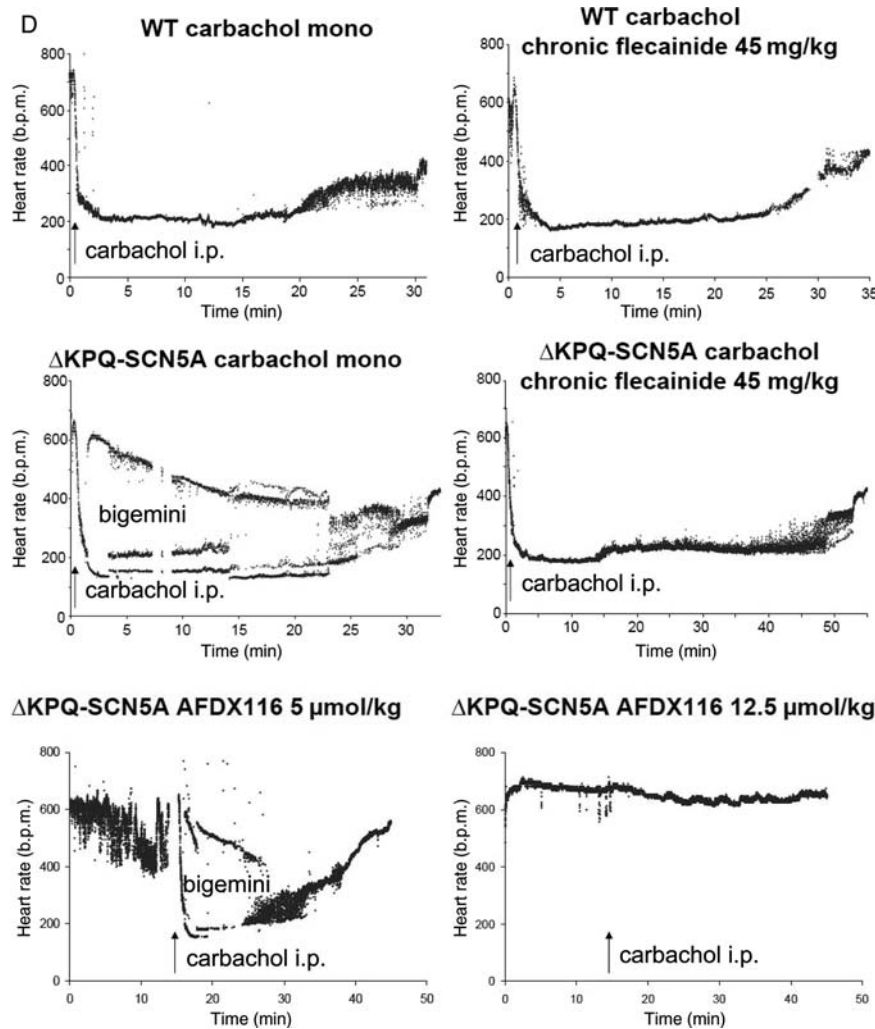 D
WT carbachol mono
800
600
400
200
0
Heart rate (b.p.m.)
carbachol i.p.
0 5 10 15 20 25 30
Time (min)
WT carbachol
chronic flecainide 45 mg/kg
800
600
400
200
0
Heart rate (b.p.m.)
carbachol i.p.
0 5 10 15 20 25 30 35
Time (min)
ΔKPQ-SCN5A carbachol mono
800
600
400
200
0
Heart rate (b.p.m.)
bigemini
carbachol i.p.
0 5 10 15 20 25 30
Time (min)
ΔKPQ-SCN5A carbachol
chronic flecainide 45 mg/kg
800
600
400
200
0
Heart rate (b.p.m.)
carbachol i.p.
0 10 20 30 40 50
Time (min)
ΔKPQ-SCN5A AFDX116 5 µmol/kg
800
600
400
200
0
Heart rate (b.p.m.)
bigemini
carbachol i.p.
0 10 20 30 40 50
Time (min)
ΔKPQ-SCN5A AFDX116 12.5 µmol/kg
800
600
400
200
0
Heart rate (b.p.m.)
carbachol i.p.
0 10 20 30 40 50
Time (min)